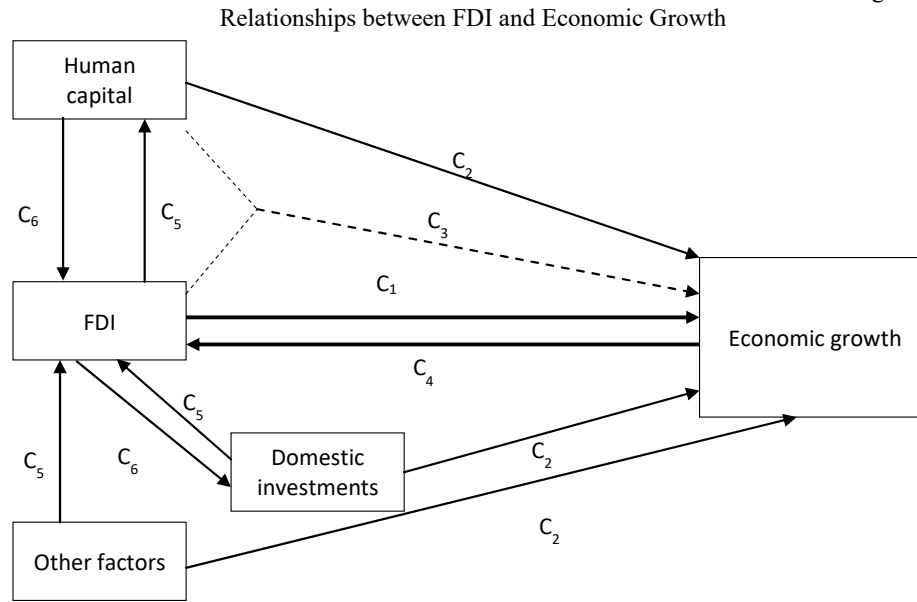 g
Relationships between FDI and Economic Growth
Human
capital
C₂
C₆
C₅
C₃
C₁
FDI
Economic growth
C₄
C₅
C₅
C₆
Domestic
investments
C₂
C₂
Other factors